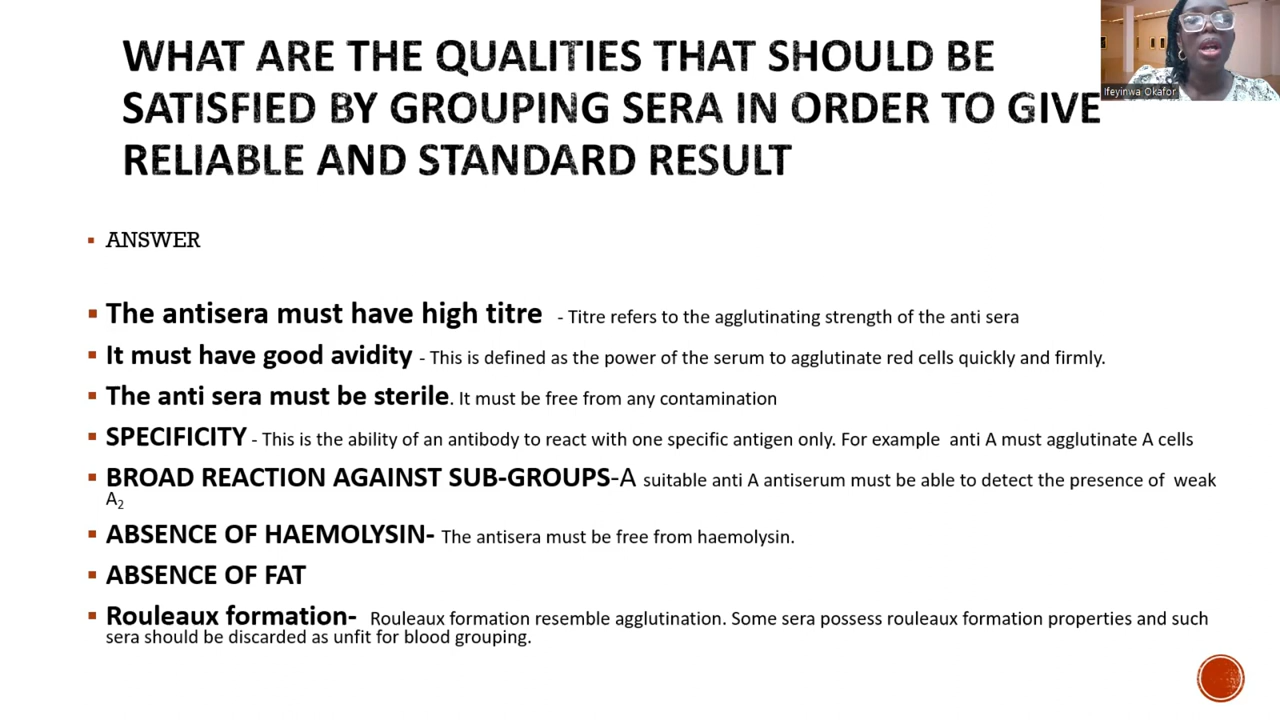 WHAT ARE THE QUALITIES THAT SHOULD BE
SATISFIED BY GROUPING SERA IN ORDER TO GIVE
RELIABLE AND STANDARD RESULT
Ifeyinwa Okafor
▪ ANSWER
▪ The antisera must have high titre - Titre refers to the agglutinating strength of the anti sera
▪ It must have good avidity - This is defined as the power of the serum to agglutinate red cells quickly and firmly.
▪ The anti sera must be sterile. It must be free from any contamination
▪ SPECIFICITY - This is the ability of an antibody to react with one specific antigen only. For example anti A must agglutinate A cells
▪ BROAD REACTION AGAINST SUB-GROUPS-A suitable anti A antiserum must be able to detect the presence of weak
A₂
▪ ABSENCE OF HAEMOLYSIN- The antisera must be free from haemolysin.
▪ ABSENCE OF FAT
▪ Rouleaux formation- Rouleaux formation resemble agglutination. Some sera possess rouleaux formation properties and such
sera should be discarded as unfit for blood grouping.